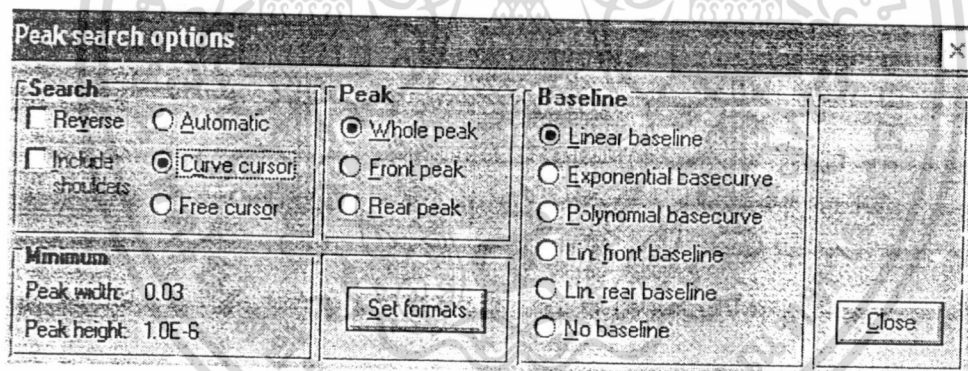 Peak search options
Search
Reverse
Automatic
Include shoulders
Curve cursor
Free cursor
Peak
Whole peak
Front peak
Rear peak
Baseline
Linear baseline
Exponential basecurve
Polynomial basecurve
Lin. front baseline
Lin. rear baseline
No baseline
Minimum
Peak width: 0.03
Peak height: 1.0E-6
Set formats
Close